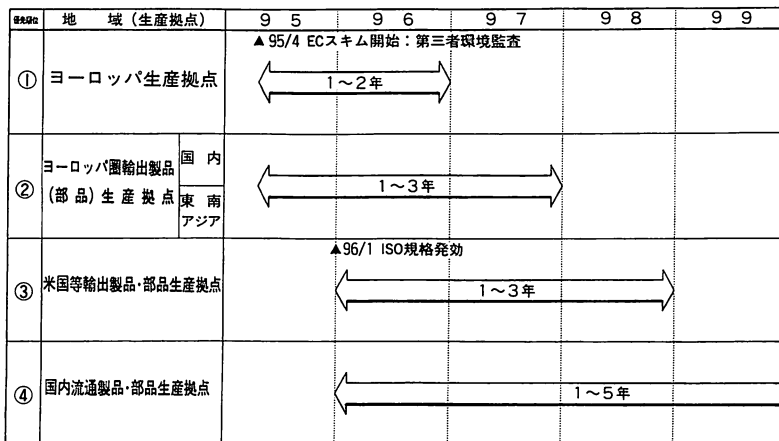 優先順位 地域(生産拠点) 95 96 97 98 99
▲95/4 ECスキム開始:第三者環境監査
① ヨーロッパ生産拠点 1~2年
② ヨーロッパ圏輸出製品(部品)生産拠点 国内 1~3年
東南アジア
▲96/1 ISO規格発効
③ 米国等輸出製品・部品生産拠点 1~3年
④ 国内流通製品・部品生産拠点 1~5年